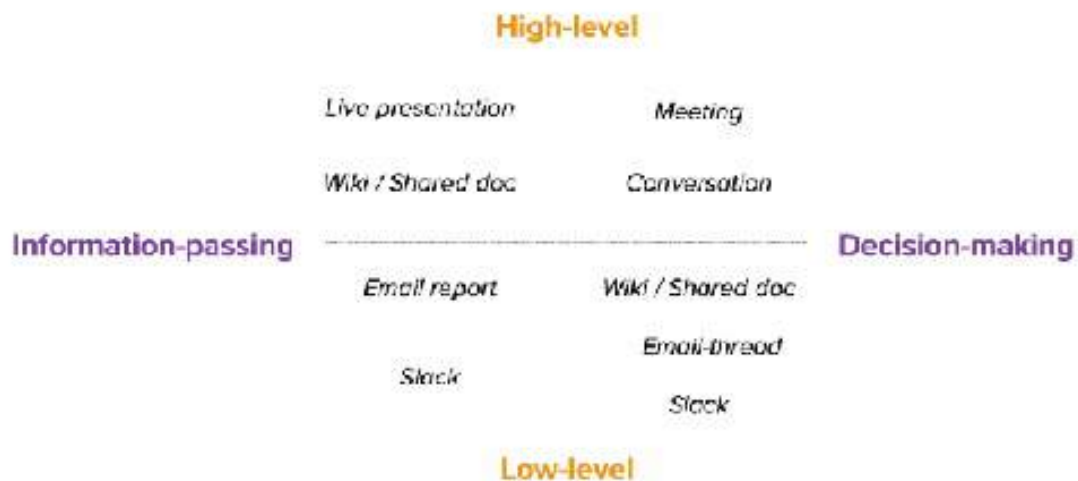 High-level
Live presentation Meeting
Wiki / Shared doc Conversation
Information-passing Decision-making
Email report Wiki / Shared doc
Email-thread
Slack
Slack
Low-level